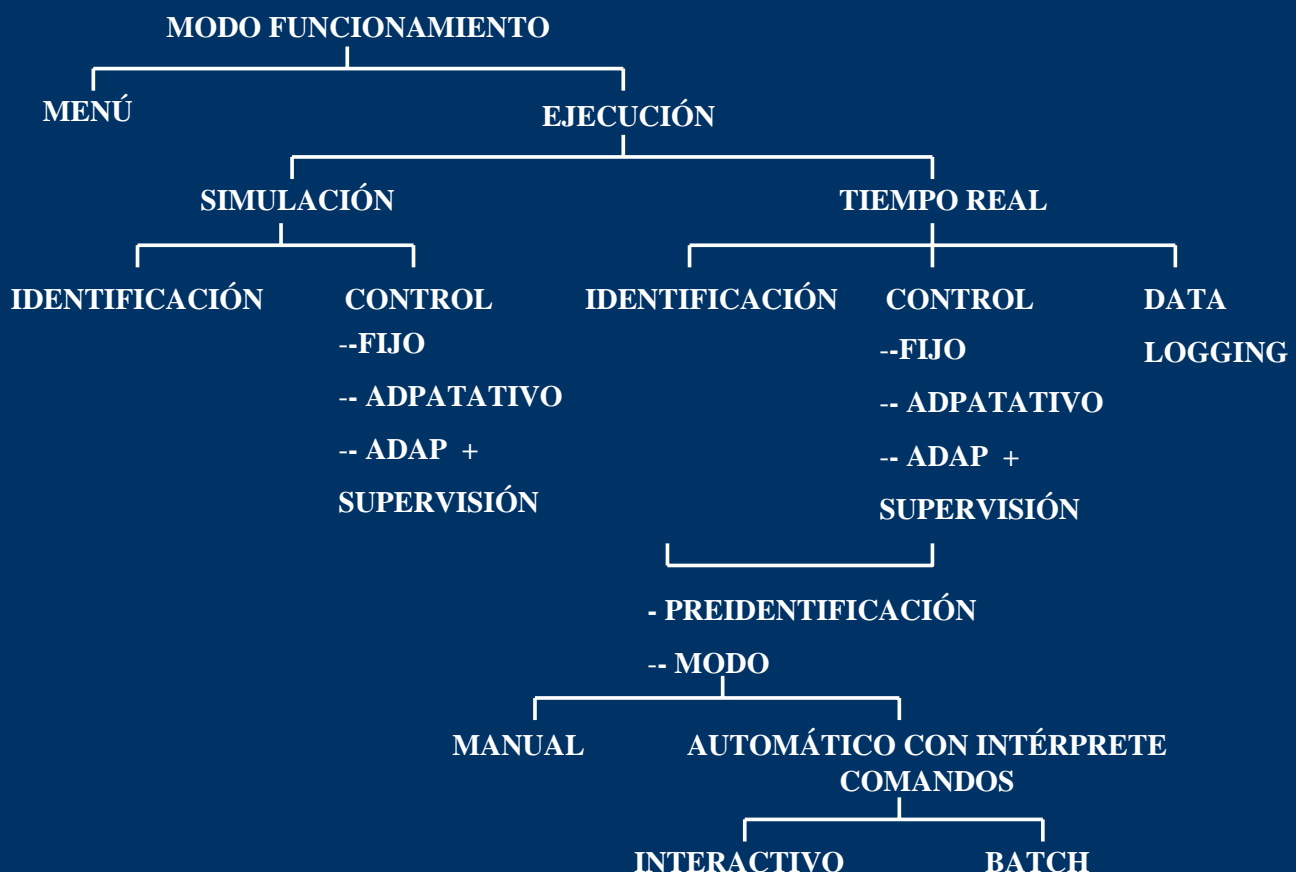 MODO FUNCIONAMIENTO
MENÚ
EJECUCIÓN
SIMULACIÓN
TIEMPO REAL
IDENTIFICACIÓN
CONTROL
--FIJO
-- ADPATATIVO
-- ADAP +
SUPERVISIÓN
IDENTIFICACIÓN
CONTROL
--FIJO
-- ADPATATIVO
-- ADAP +
SUPERVISIÓN
DATA
LOGGING
- PREIDENTIFICACIÓN
-- MODO
MANUAL
AUTOMÁTICO CON INTÉRPRETE
COMANDOS
INTERACTIVO
BATCH